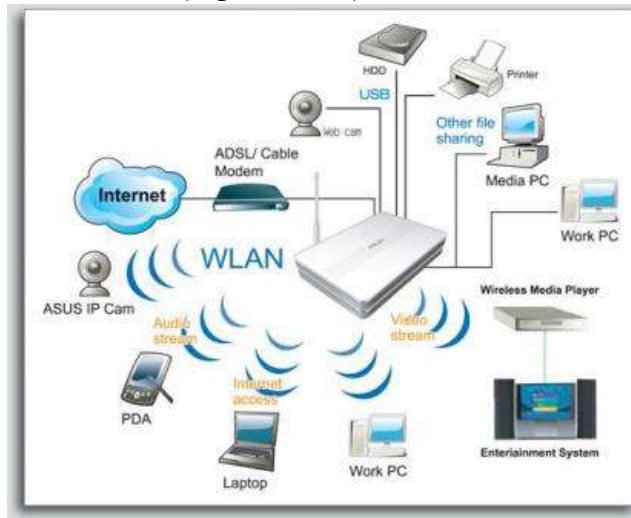 HDD
Printer
USB
Web cam
Other file
sharing
ADSL/ Cable
Modem
Media PC
Internet
Work PC
WLAN
ASUS IP Cam
Wireless Media Player
Audio
stream
Video
stream
PDA
Internet
access
Laptop
Work PC
Enteriainment System